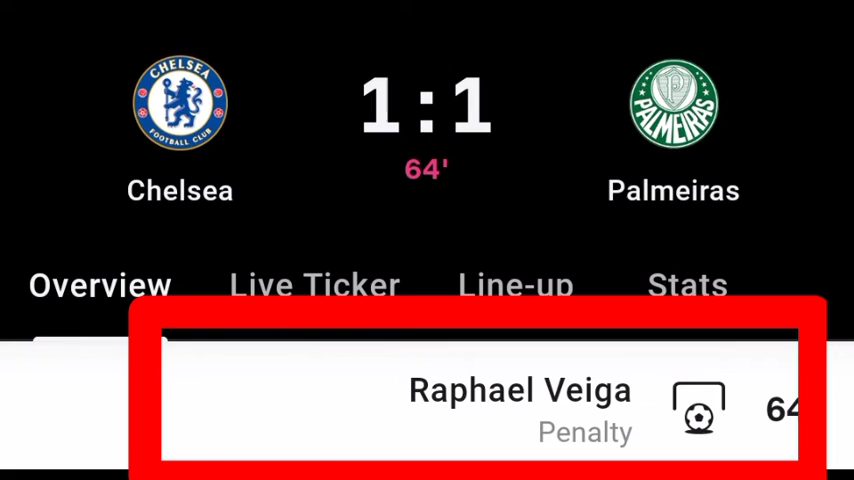 CHELSEA
FOOTBALL CLUB
P
PALMEIRAS
1:1
64'
Chelsea
Palmeiras
Overview
Live Ticker
Line-up
Stats
Raphael Veiga
64
Penalty